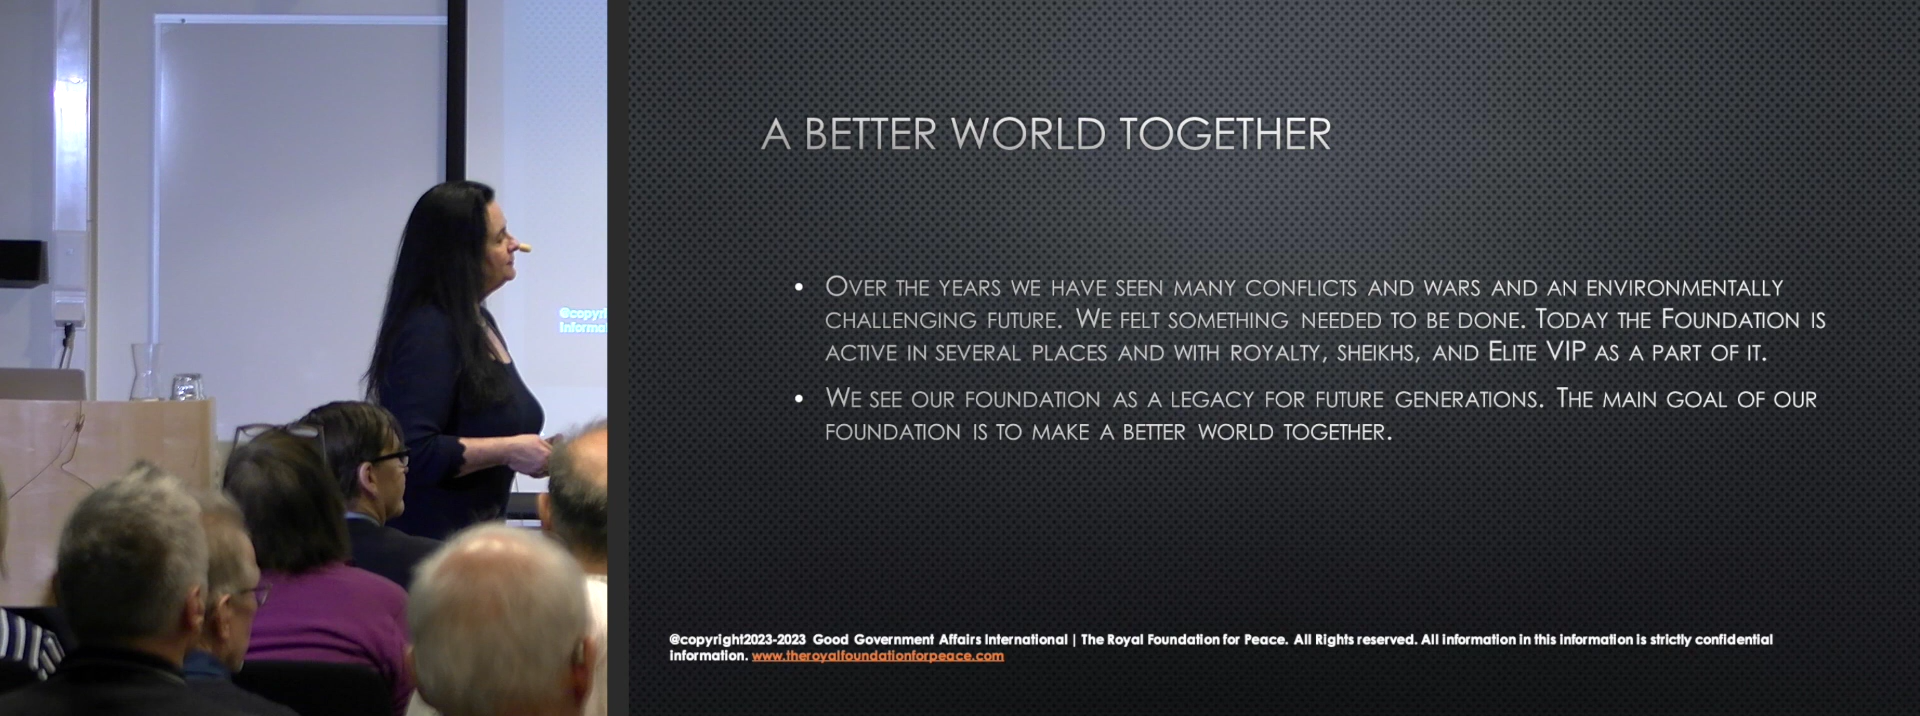 A BETTER WORLD TOGETHER
• OVER THE YEARS WE HAVE SEEN MANY CONFLICTS AND WARS AND AN ENVIRONMENTALLY
CHALLENGING FUTURE. WE FELT SOMETHING NEEDED TO BE DONE. TODAY THE FOUNDATION IS
ACTIVE IN SEVERAL PLACES AND WITH ROYALTY, SHEIKHS, AND ELITE VIP AS A PART OF IT.
• WE SEE OUR FOUNDATION AS A LEGACY FOR FUTURE GENERATIONS. THE MAIN GOAL OF OUR
FOUNDATION IS TO MAKE A BETTER WORLD TOGETHER.
@copyright2023-2023 Good Government Affairs International | The Royal Foundation for Peace. All Rights reserved. All information in this information is strictly confidential
information. www.theroyalfoundationforpeace.com